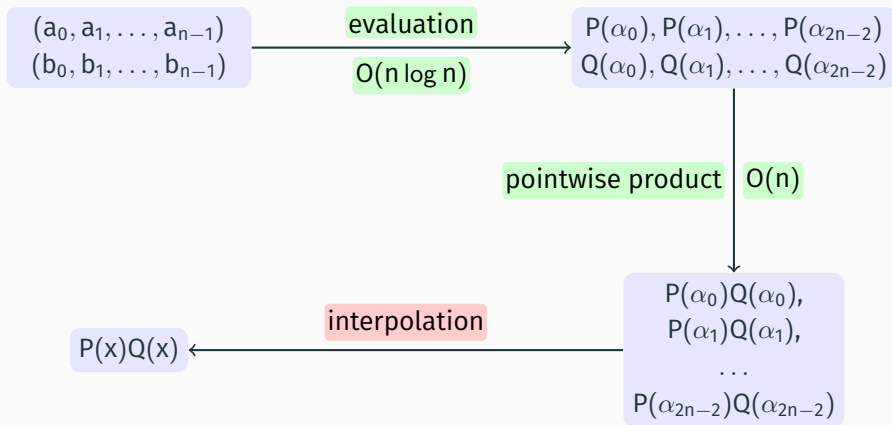 (a₀, a₁, . . . , aₙ₋₁)
(b₀, b₁, . . . , bₙ₋₁)
evaluation
O(n log n)
P(α₀), P(α₁), . . . , P(α₂ₙ₋₂)
Q(α₀), Q(α₁), . . . , Q(α₂ₙ₋₂)
pointwise product
O(n)
P(α₀)Q(α₀),
P(α₁)Q(α₁),
. . .
P(α₂ₙ₋₂)Q(α₂ₙ₋₂)
interpolation
P(x)Q(x)